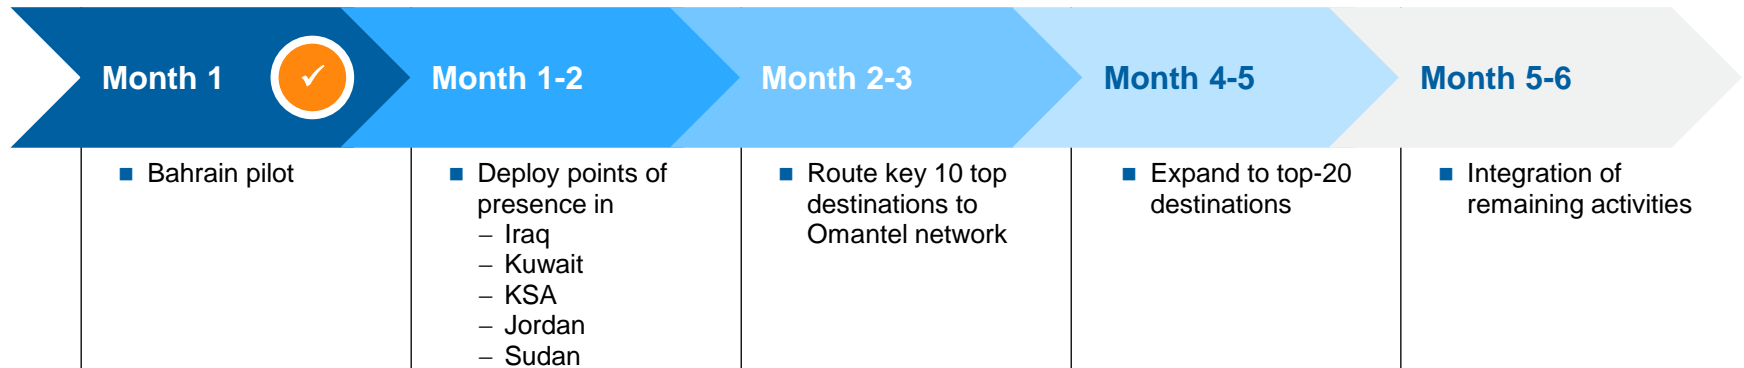 Month 1
Month 1-2
Month 2-3
Month 4-5
Month 5-6
■ Bahrain pilot
■ Deploy points of
presence in
– Iraq
– Kuwait
– KSA
– Jordan
– Sudan
■ Route key 10 top
destinations to
Omantel network
■ Expand to top-20
destinations
■ Integration of
remaining activities